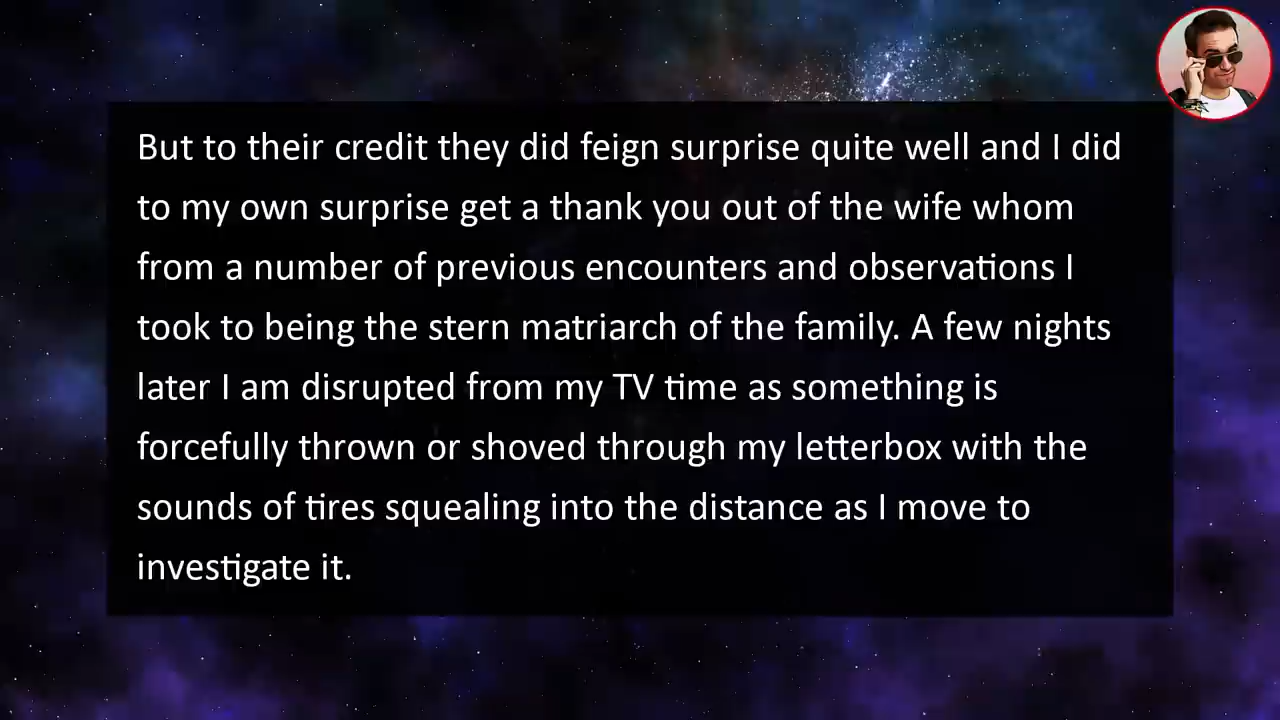 But to their credit they did feign surprise quite well and I did
to my own surprise get a thank you out of the wife whom
from a number of previous encounters and observations I
took to being the stern matriarch of the family. A few nights
later I am disrupted from my TV time as something is
forcefully thrown or shoved through my letterbox with the
sounds of tires squealing into the distance as I move to
investigate it.